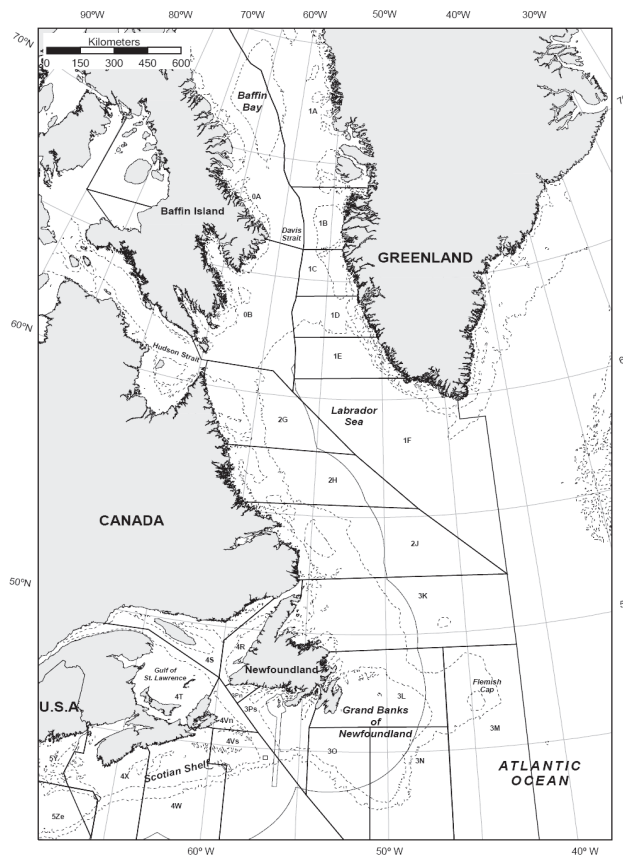 90°W 80°W 70°W 60°W 50°W 40°W 30°W
70°N
Kilometers
0 150 300 450 600
Baffin
Bay
1A
0A
Baffin Island
Davis
Strait
1B
GREENLAND
1C
0B
1D
60°N
Hudson Strait
1E
2G
Labrador
Sea
1F
2H
CANADA
2J
50°N
3K
4R
4S
Gulf of
St. Lawrence
Newfoundland
4T
Flemish
Cap
3L
U.S.A
3Ps
Grand Banks
of
Newfoundland
4Vn
3M
4Vs
3O
3N
5Y
4X
Scotian Shelf
4W
ATLANTIC
OCEAN
5Ze
60° W 50°W 40° W